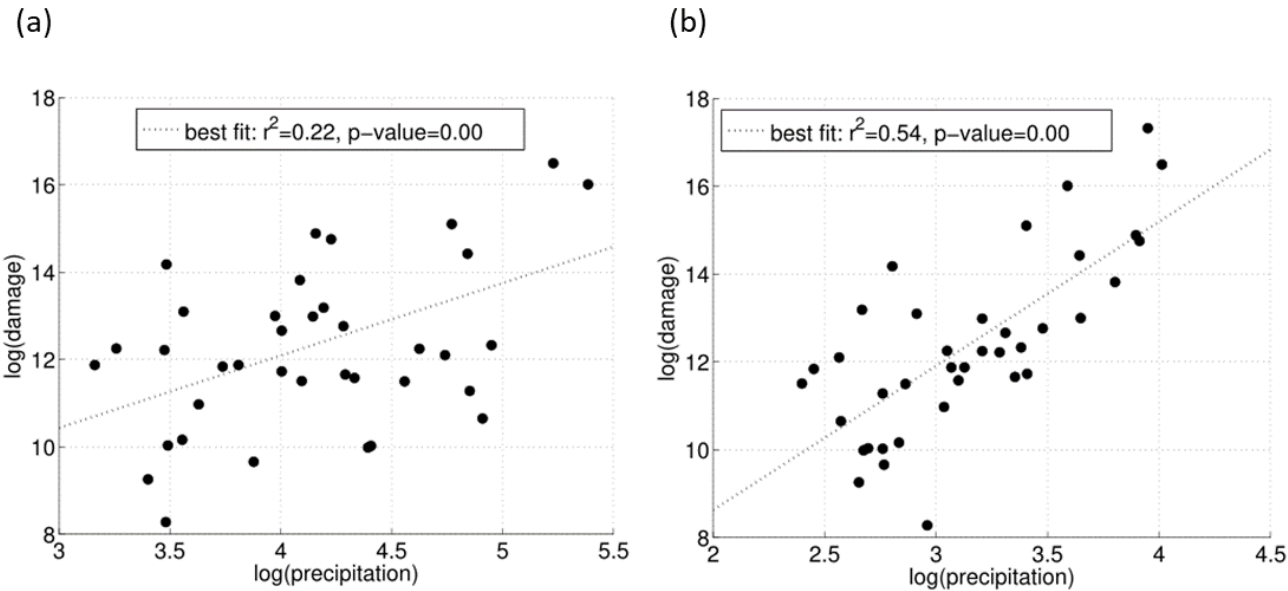 (a)
18
16
14
12
10
8
log(damage)
best fit: r²=0.22, p-value=0.00
3 3.5 4 4.5 5 5.5
log(precipitation)
(b)
18
16
14
12
10
8
log(damage)
best fit: r²=0.54, p-value=0.00
2 2.5 3 3.5 4 4.5
log(precipitation)